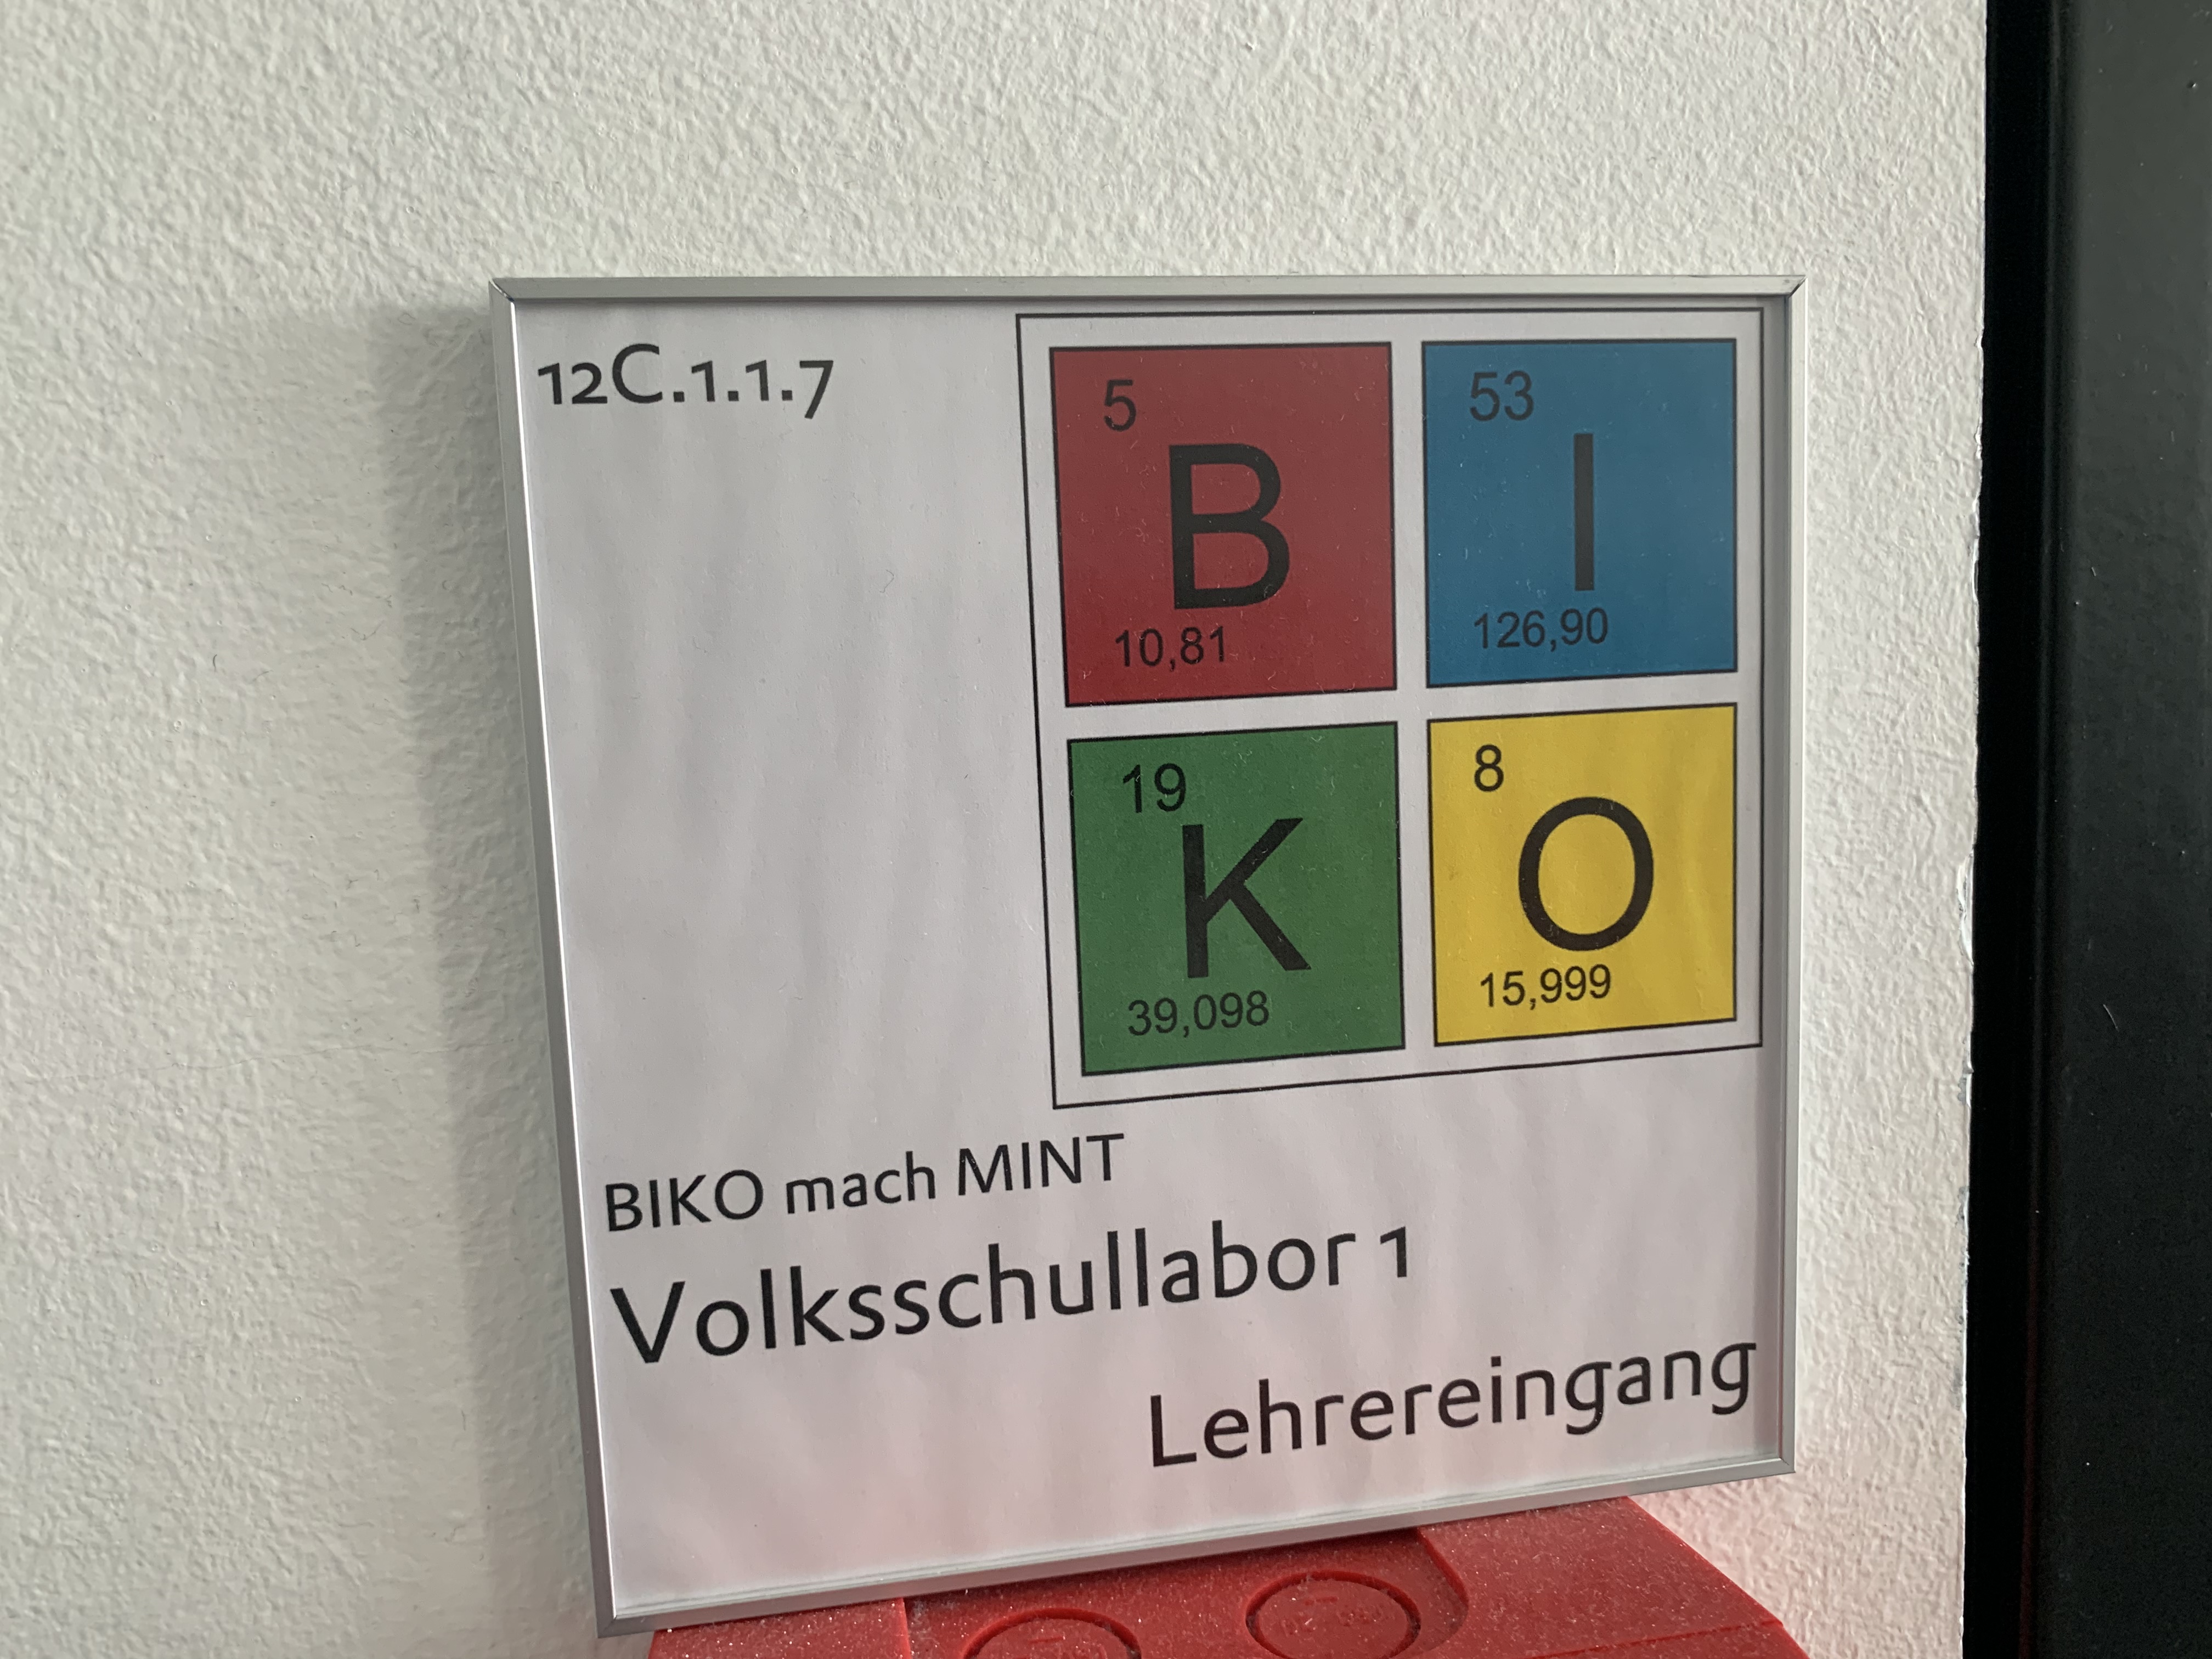 12C.1.1.7
5
B
10,81
53
I
126,90
19
K
39,098
8
O
15,999
BIKO mach MINT
Volksschullabor 1
Lehrereingang